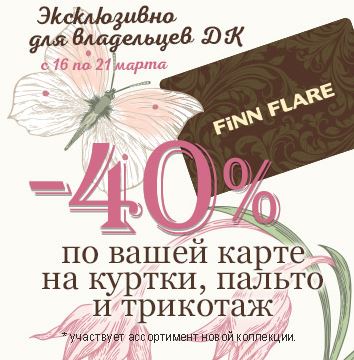 Эксклюзивно
для владельцев ДК
с 16 по 21 марта
FiNN FLARE
-40%
по вашей карте
на куртки, пальто
и трикотаж
* участвует ассортимент новой коллекции.